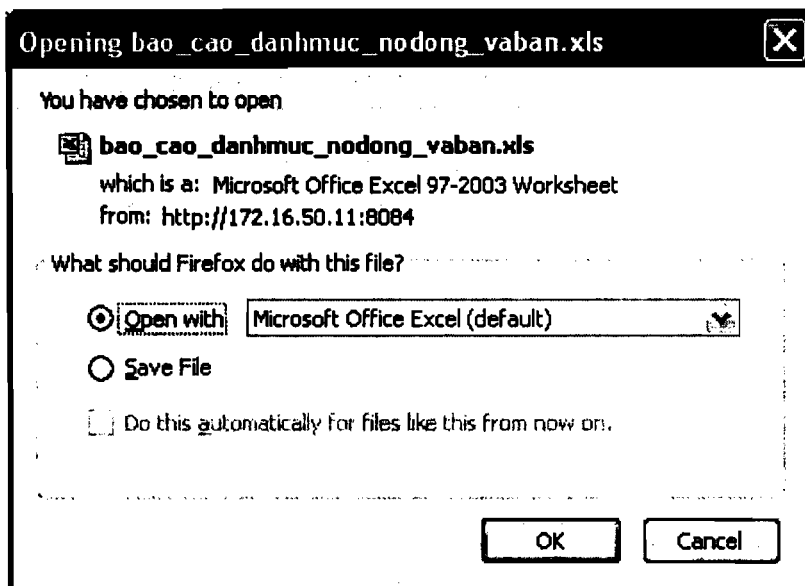 Opening bao_cao_danhmuc_nodong_vaban.xls
You have chosen to open
bao_cao_danhmuc_nodong_vaban.xls
which is a: Microsoft Office Excel 97-2003 Worksheet
from: http://172.16.50.11:8084
What should Firefox do with this file?
Open with Microsoft Office Excel (default)
Save File
Do this automatically for files like this from now on.
OK Cancel